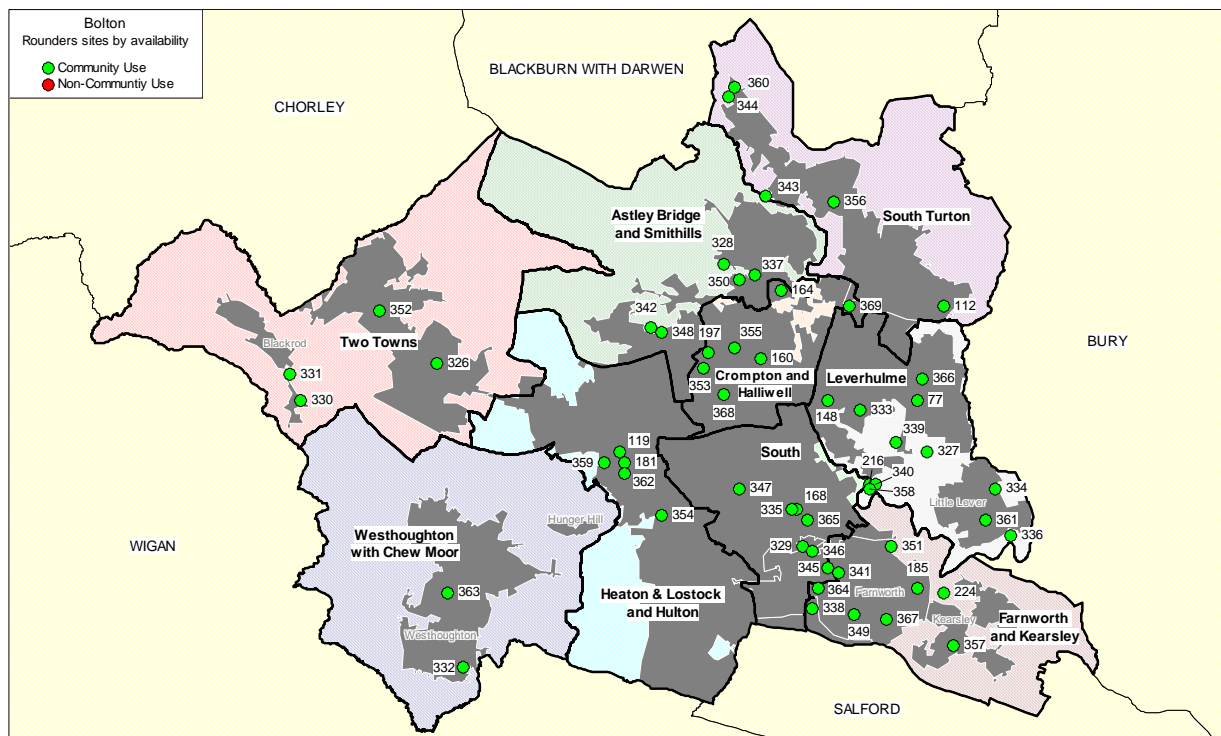 Bolton
Rounders sites by availability
Community Use
Non-Communtiy Use
BLACKBURN WITH DARWEN
CHORLEY
360
344
343
356
South Turton
Astley Bridge
and Smithills
328
337
350
164
342
348
197
355
369
112
352
Two Towns
Blackrod
BURY
326
160
331
353
Crompton and
Halliwell
Leverhulme
366
330
368
148
333
77
339
119
South
327
359
181
216
340
362
347
358
334
168
Little Lever
354
335
365
361
Hunger Hill
336
WIGAN
Westhoughton
with Chew Moor
329
346
351
345
341
185
363
Heaton & Lostock
and Hulton
364
Farnworth
224
338
349
367
Kearsley
Farnworth
and Kearsley
Westhoughton
357
332
SALFORD